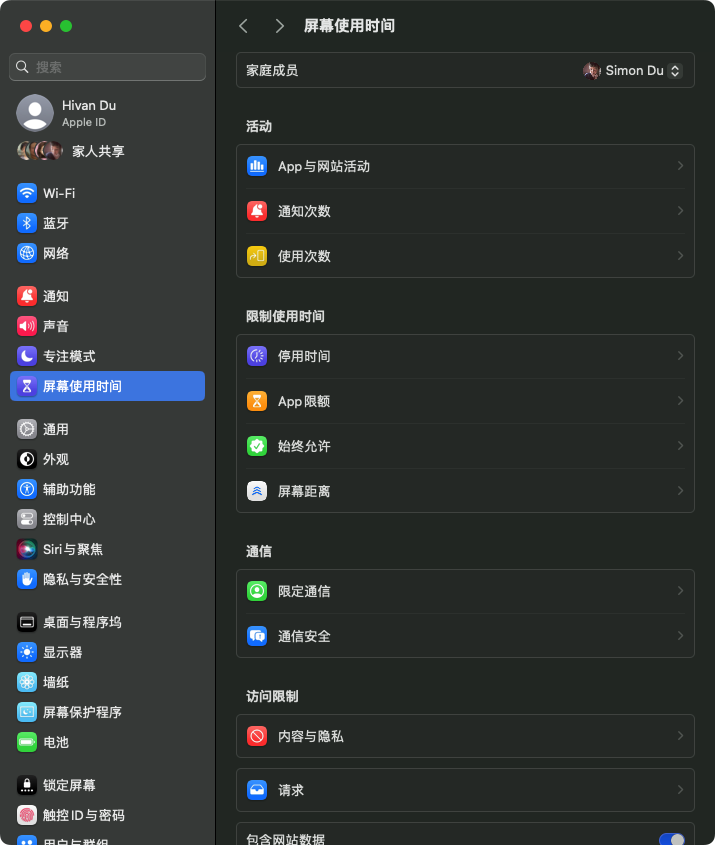 搜索
Hivan Du
Apple ID
家人共享
Wi-Fi
蓝牙
网络
通知
声音
专注模式
屏幕使用时间
通用
外观
辅助功能
控制中心
Siri与聚焦
隐私与安全性
桌面与程序坞
显示器
墙纸
屏幕保护程序
电池
锁定屏幕
触控ID与密码
用户与群组
屏幕使用时间
家庭成员 Simon Du
活动
App与网站活动
通知次数
使用次数
限制使用时间
停用时间
App限额
始终允许
屏幕距离
通信
限定通信
通信安全
访问限制
内容与隐私
请求
包含网站数据